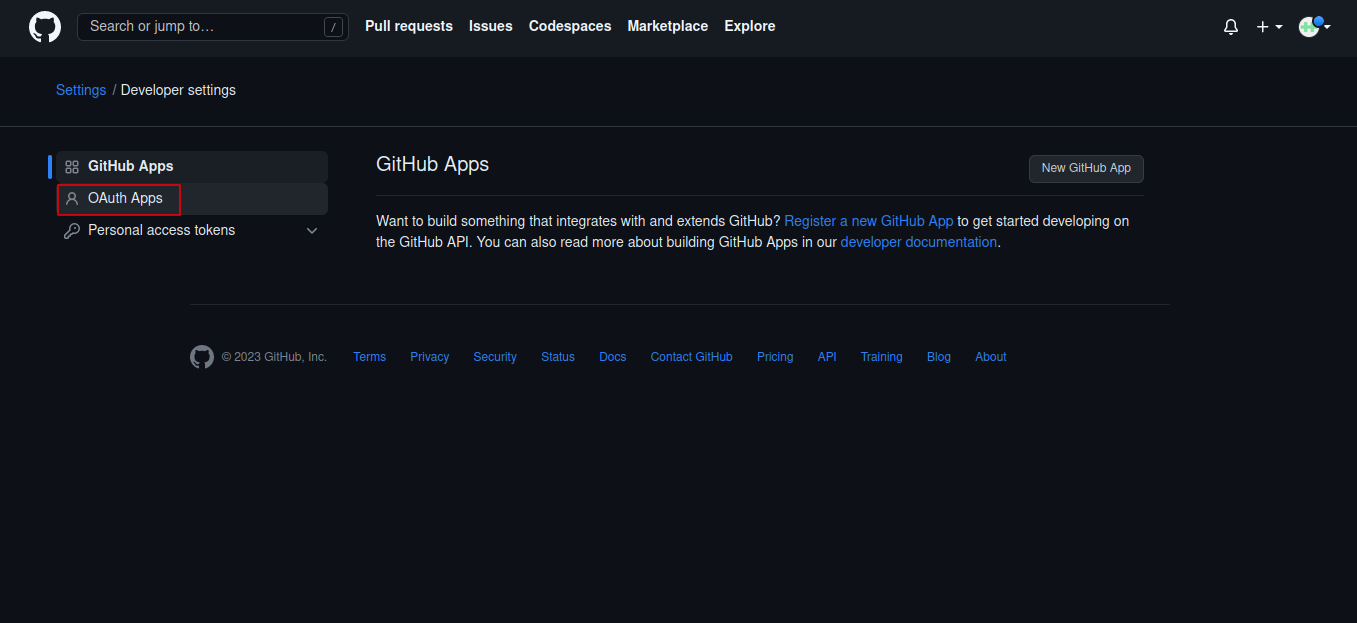 Search or jump to… / Pull requests Issues Codespaces Marketplace Explore
Settings / Developer settings
GitHub Apps
OAuth Apps
Personal access tokens
GitHub Apps
New GitHub App
Want to build something that integrates with and extends GitHub? Register a new GitHub App to get started developing on
the GitHub API. You can also read more about building GitHub Apps in our developer documentation.
© 2023 GitHub, Inc. Terms Privacy Security Status Docs Contact GitHub Pricing API Training Blog About